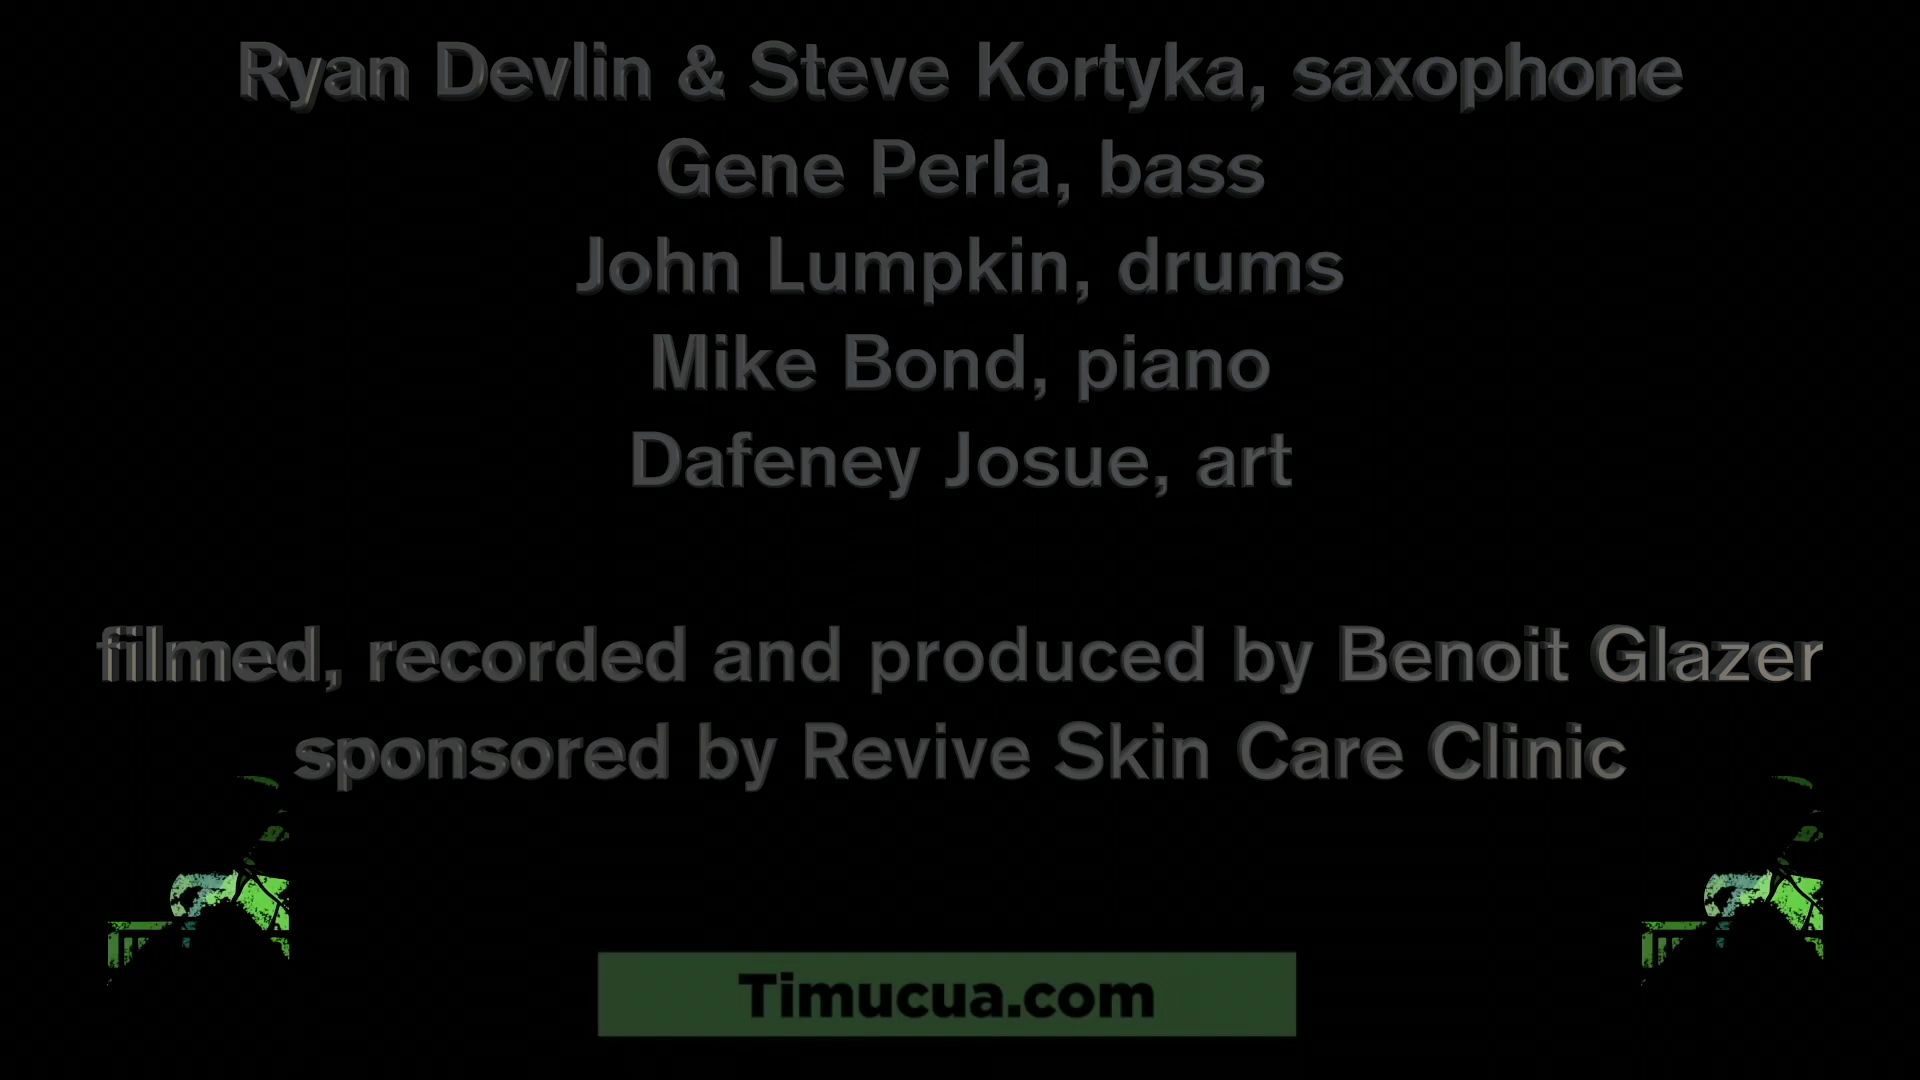 Ryan Devlin & Steve Kortyka, saxophone
Gene Perla, bass
John Lumpkin, drums
Mike Bond, piano
Dafeney Josue, art
filmed, recorded and produced by Benoit Glazer
sponsored by Revive Skin Care Clinic
Timucua.com